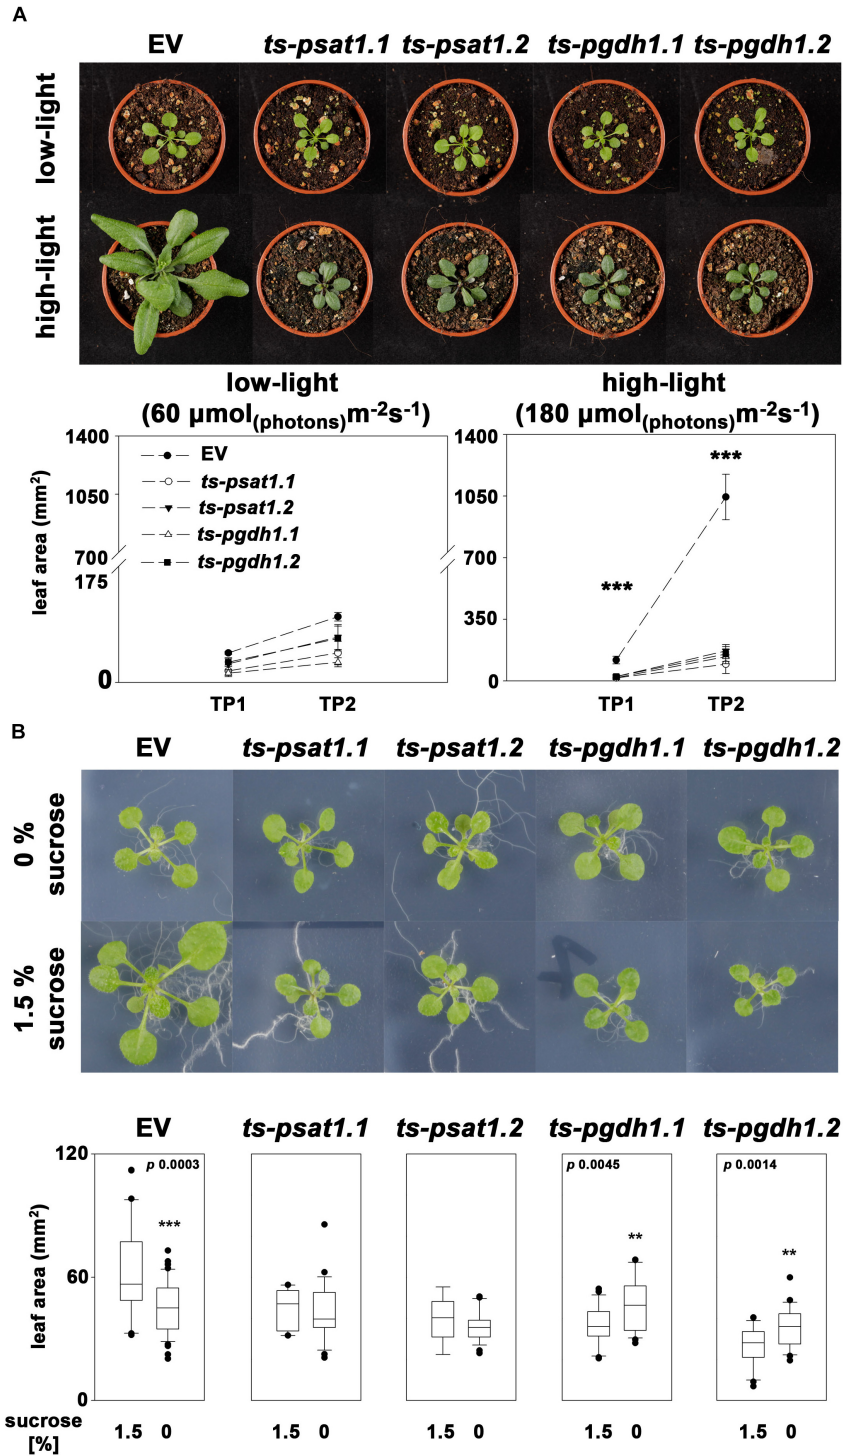 A
EV ts-psat1.1 ts-psat1.2 ts-pgdh1.1 ts-pgdh1.2
low-light
high-light
low-light
(60 µmol(photons)m-2s-1)
high-light
(180 µmol(photons)m-2s-1)
leaf area (mm2)
1400
1050
700
175
0
EV
ts-psat1.1
ts-psat1.2
ts-pgdh1.1
ts-pgdh1.2
TP1 TP2
1400
1050
700
350
0
***
***
TP1 TP2
B
EV ts-psat1.1 ts-psat1.2 ts-pgdh1.1 ts-pgdh1.2
0 %
sucrose
1.5 %
sucrose
EV ts-psat1.1 ts-psat1.2 ts-pgdh1.1 ts-pgdh1.2
leaf area (mm2)
120
60
0
p 0.0003
***
p 0.0045
**
p 0.0014
**
sucrose
[%]
1.5 0 1.5 0 1.5 0 1.5 0 1.5 0